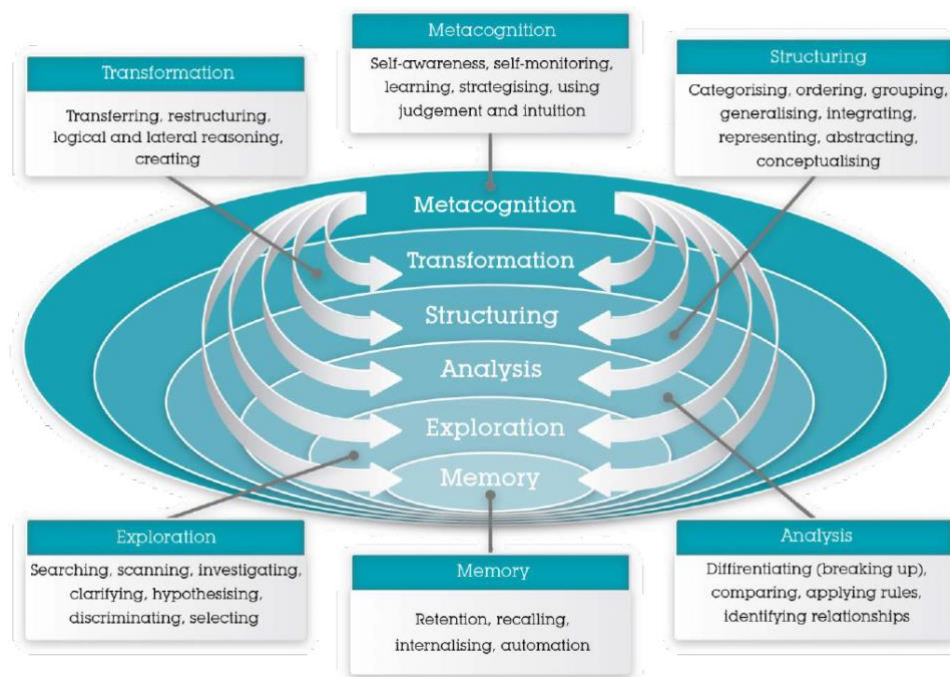 Metacognition
Self-awareness, self-monitoring,
learning, strategising, using
judgement and intuition
Transformation
Transferring, restructuring,
logical and lateral reasoning,
creating
Structuring
Categorising, ordering, grouping,
generalising, integrating,
representing, abstracting,
conceptualising
Metacognition
Transformation
Structuring
Analysis
Exploration
Memory
Exploration
Searching, scanning, investigating,
clarifying, hypothesising,
discriminating, selecting
Memory
Retention, recalling,
internalising, automation
Analysis
Diffirentiating (breaking up),
comparing, applying rules,
identifying relationships